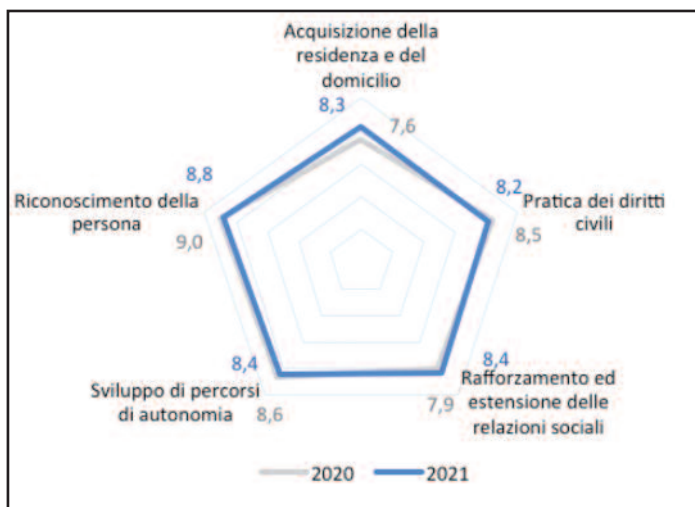 Acquisizione della
residenza e del
domicilio
8,3
7,6
8,8
8,2
Riconoscimento della
persona
Pratica dei diritti
civili
9,0
8,5
8,4
8,4
Sviluppo di percorsi
di autonomia
Rafforzamento ed
estensione delle
relazioni sociali
8,6
7,9
2020
2021